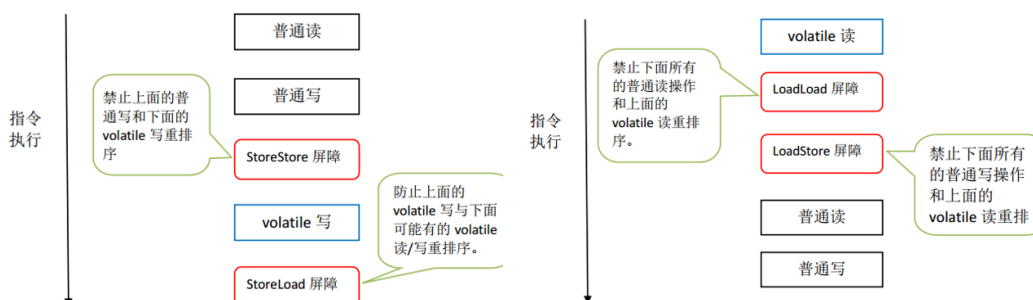 普通读
普通写
禁止上面的普
通写和下面的
volatile 写重排
序
指令
执行
StoreStore 屏障
volatile 写
防止上面的
volatile 写与下面
可能有的 volatile
读/写重排序。
StoreLoad 屏障
volatile 读
禁止下面所有
的普通读操作
和上面的
volatile 读重排
序。
LoadLoad 屏障
指令
执行
LoadStore 屏障
禁止下面所有
的普通写操作
和上面的
volatile 读重排
普通读
普通写